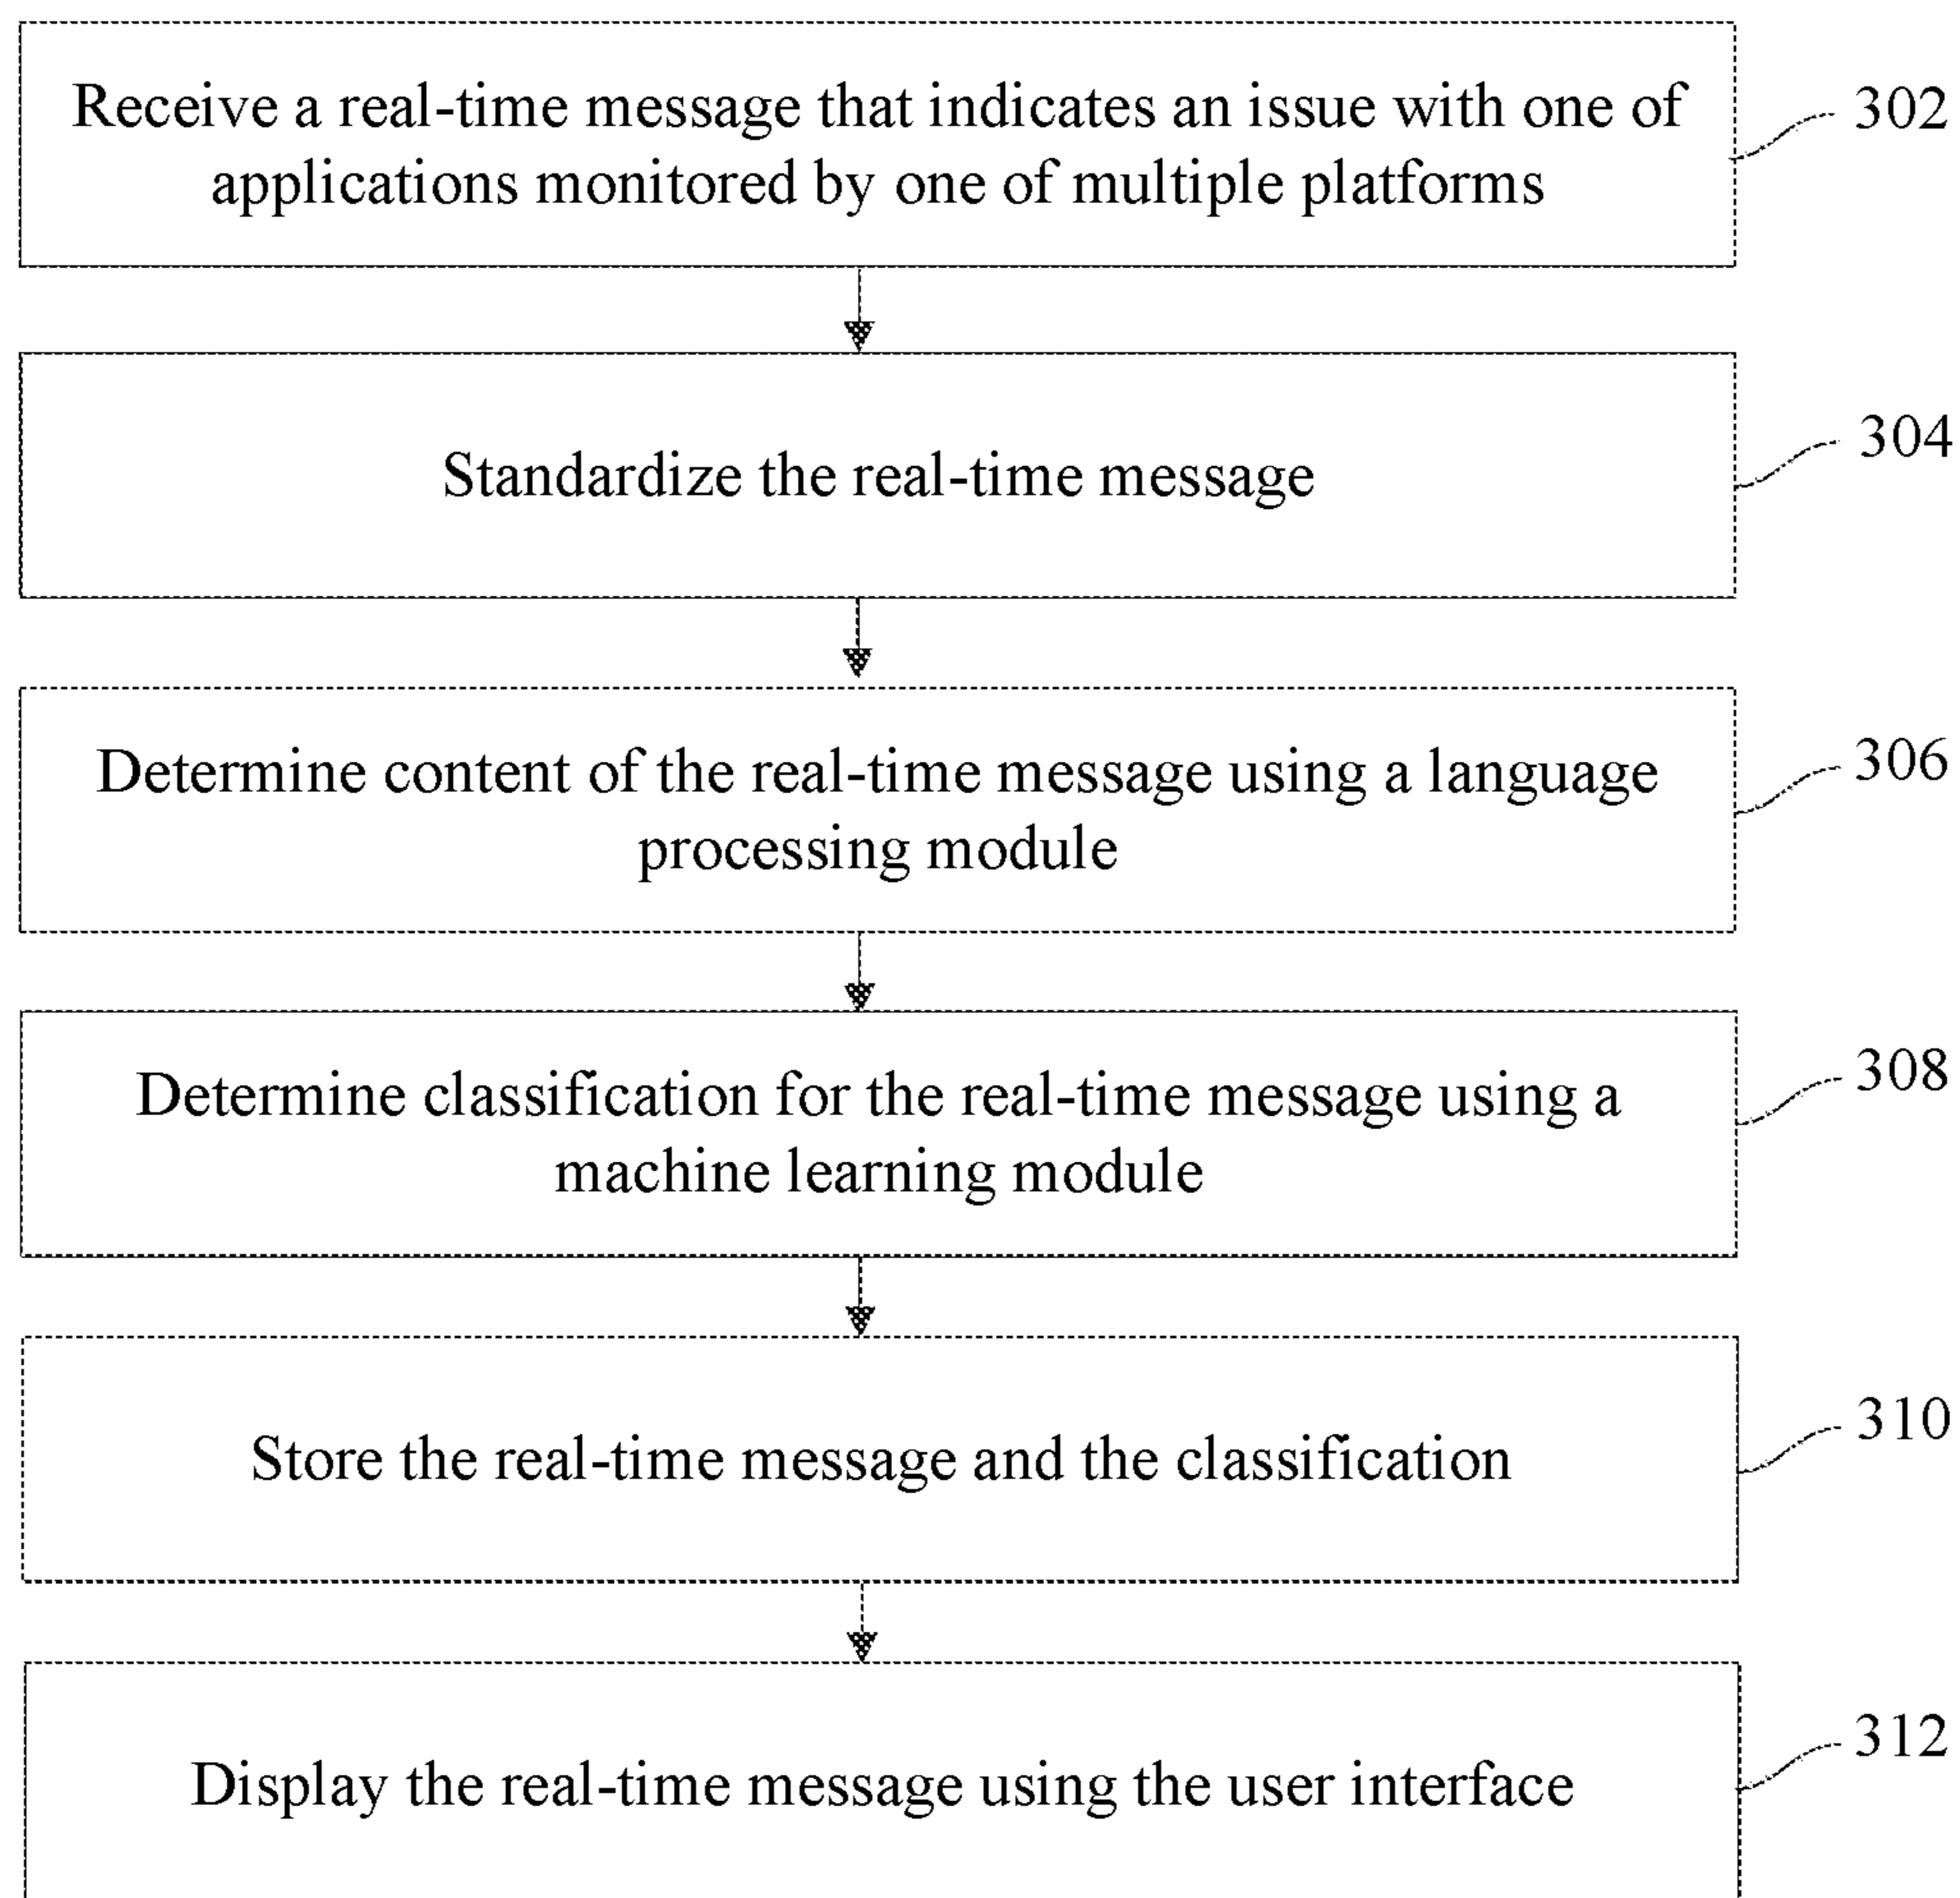 Receive a real-time message that indicates an issue with one of
applications monitored by one of multiple platforms
302
Standardize the real-time message
304
Determine content of the real-time message using a language
processing module
306
Determine classification for the real-time message using a
machine learning module
308
Store the real-time message and the classification
310
Display the real-time message using the user interface
312